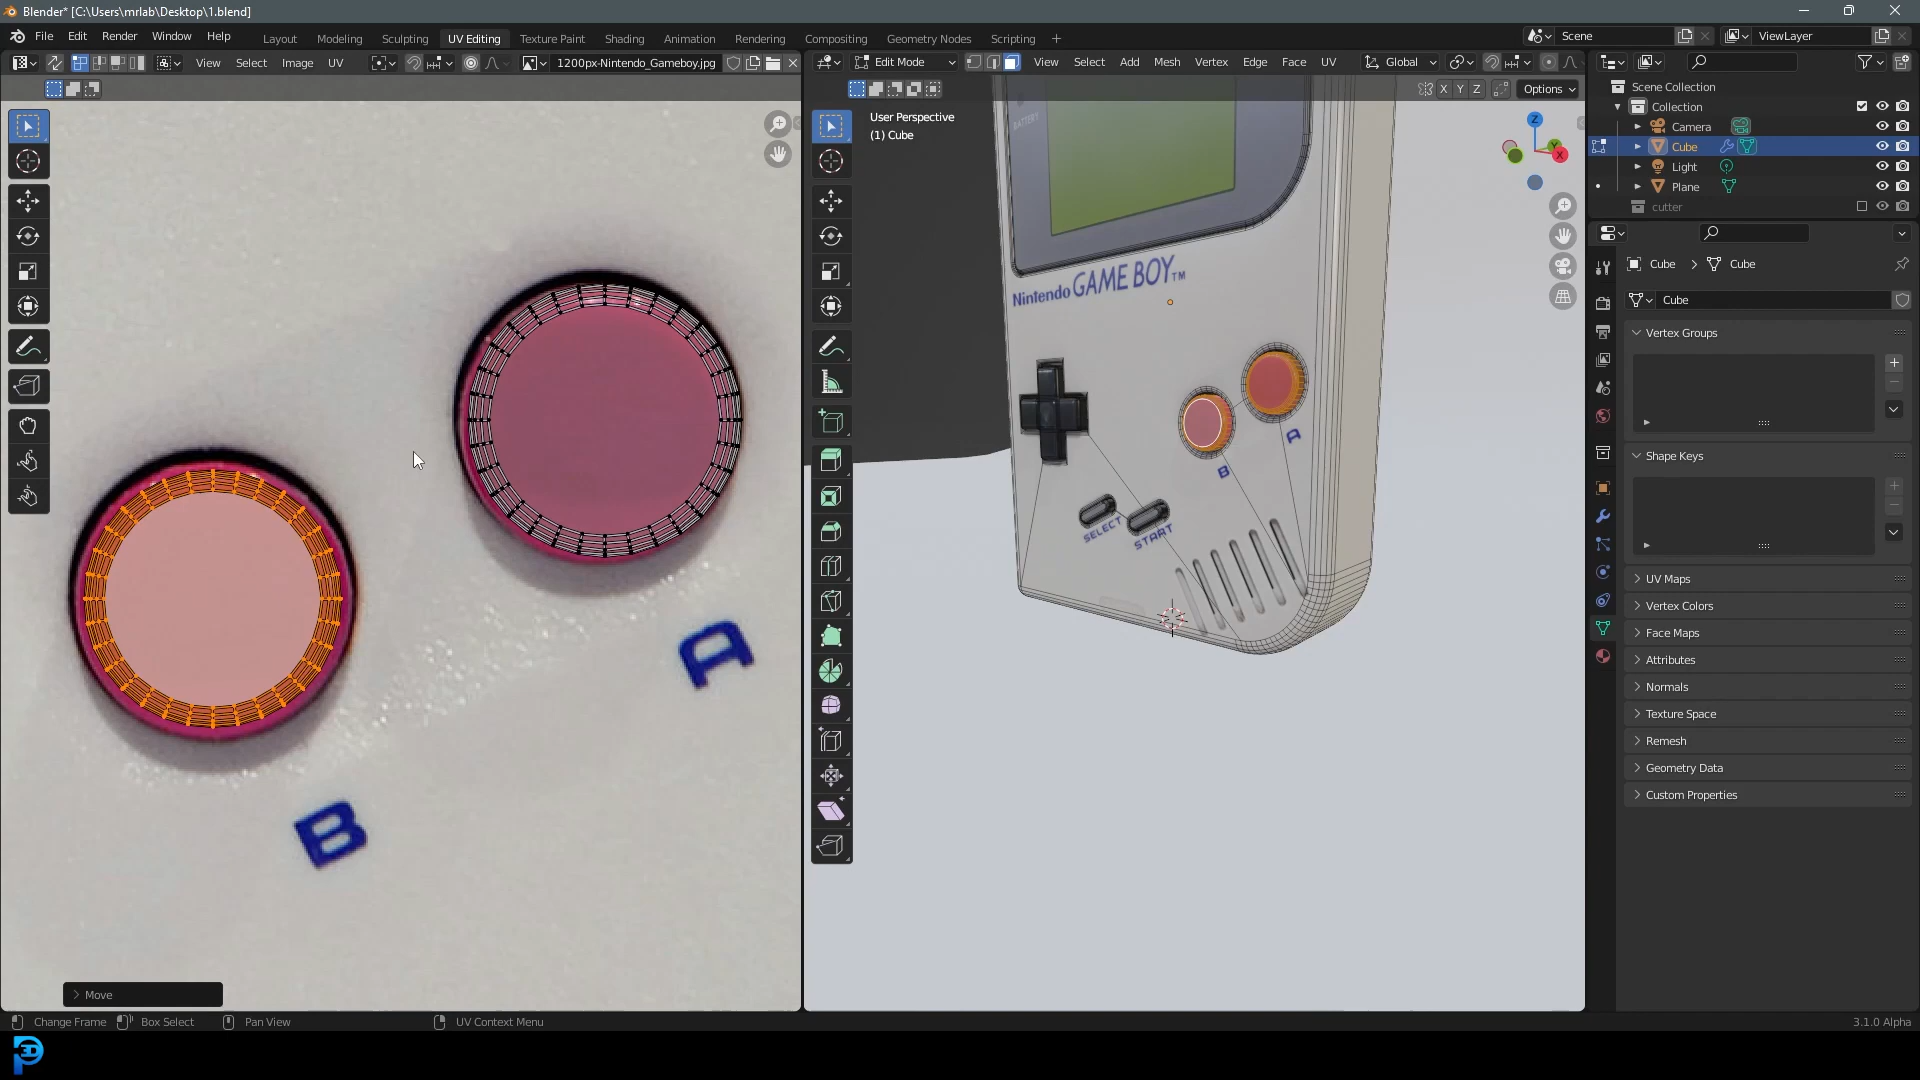 Blender* [C:\Users\mrlab\Desktop\1.blend]
File Edit Render Window Help
Layout Modeling Sculpting UV Editing Texture Paint Shading Animation Rendering Compositing Geometry Nodes Scripting +
Scene
ViewLayer
View Select Image UV
1200px-Nintendo_Gameboy.jpg
Edit Mode
View Select Add Mesh Vertex Edge Face UV
Global
X Y Z
Options
User Perspective
(1) Cube
Z
Y
X
BATTERY
Nintendo GAME BOY TM
A
B
SELECT
START
A
B
Move
Scene Collection
Collection
Camera
Cube
Light
Plane
cutter
Cube > Cube
Cube
Vertex Groups
Shape Keys
UV Maps
Vertex Colors
Face Maps
Attributes
Normals
Texture Space
Remesh
Geometry Data
Custom Properties
Change Frame Box Select Pan View UV Context Menu
3.1.0 Alpha
3D